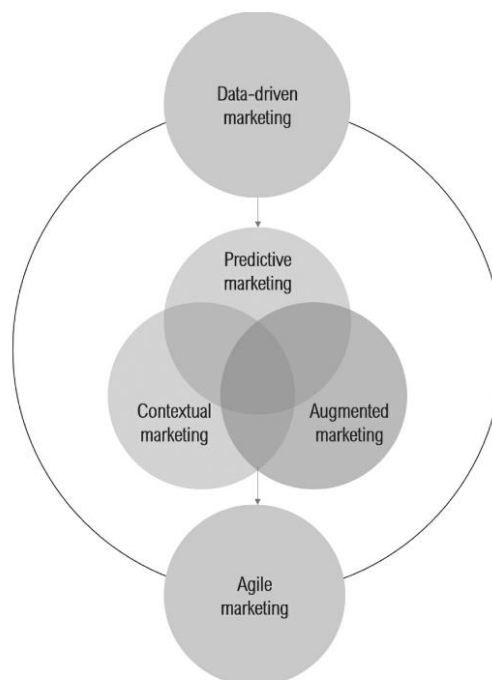 Data-driven
marketing
Predictive
marketing
Contextual
marketing
Augmented
marketing
Agile
marketing